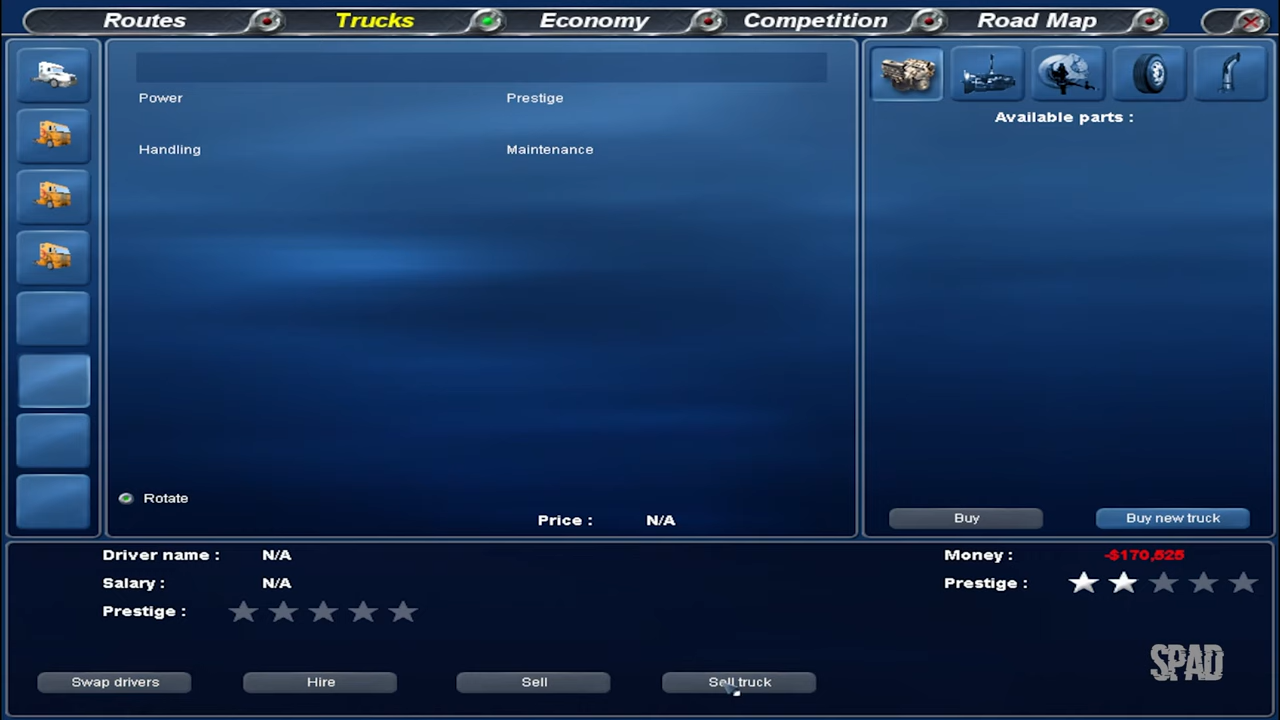 Routes Trucks Economy Competition Road Map
Power Prestige
Available parts :
Handling Maintenance
Rotate
Price : N/A
Buy Buy new truck
Driver name : N/A
Money : -$170,525
Salary : N/A
Prestige :
Prestige :
Swap drivers Hire Sell Sell truck
SPAD